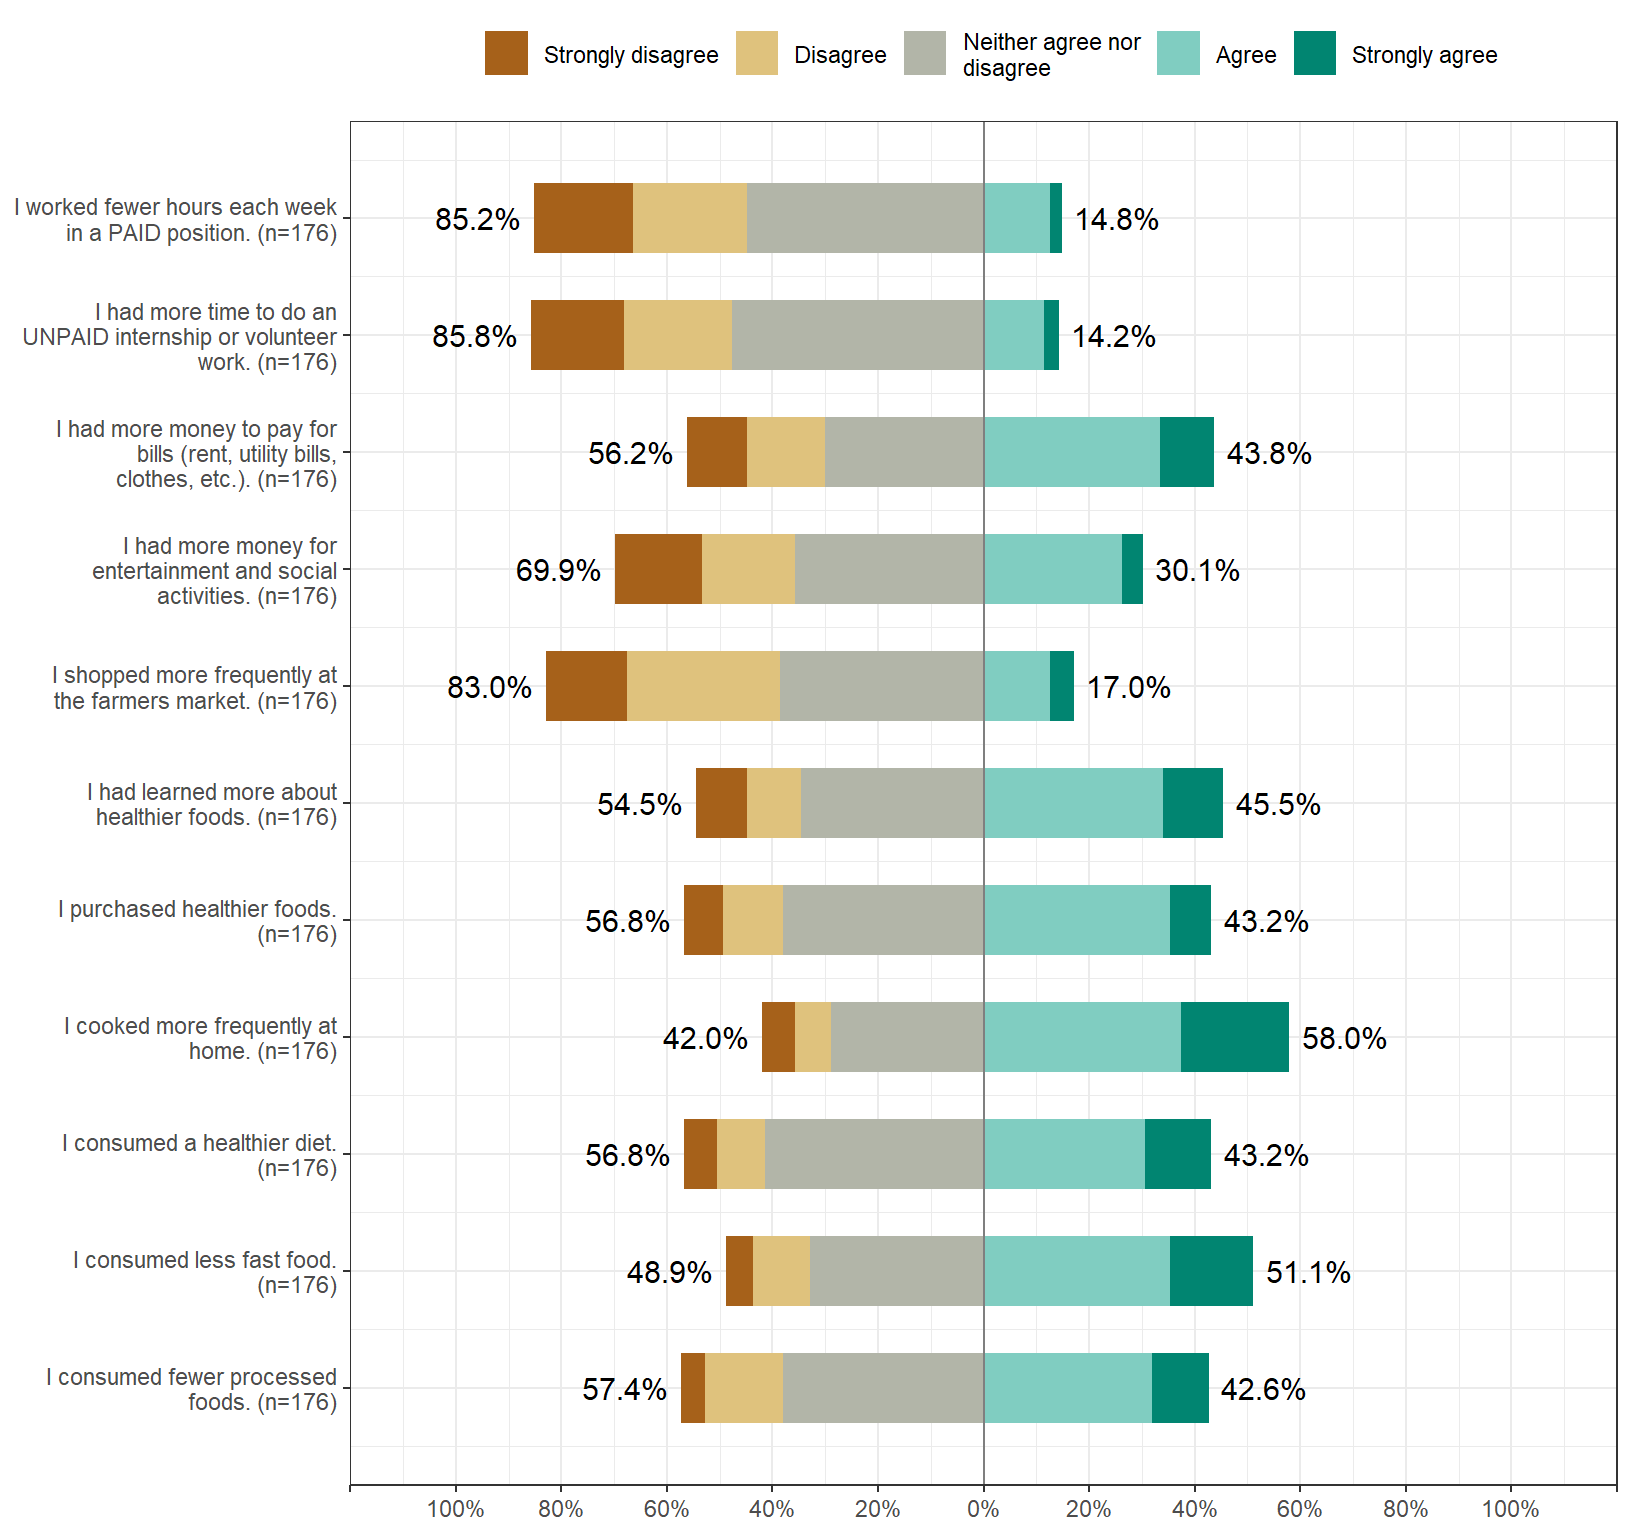 Strongly disagree
Disagree
Neither agree nor
disagree
Agree
Strongly agree
I worked fewer hours each week
in a PAID position. (n=176)
85.2%
14.8%
I had more time to do an
UNPAID internship or volunteer
work. (n=176)
85.8%
14.2%
I had more money to pay for
bills (rent, utility bills,
clothes, etc.). (n=176)
56.2%
43.8%
I had more money for
entertainment and social
activities. (n=176)
69.9%
30.1%
I shopped more frequently at
the farmers market. (n=176)
83.0%
17.0%
I had learned more about
healthier foods. (n=176)
54.5%
45.5%
I purchased healthier foods.
(n=176)
56.8%
43.2%
I cooked more frequently at
home. (n=176)
42.0%
58.0%
I consumed a healthier diet.
(n=176)
56.8%
43.2%
I consumed less fast food.
(n=176)
48.9%
51.1%
I consumed fewer processed
foods. (n=176)
57.4%
42.6%
100% 80% 60% 40% 20% 0% 20% 40% 60% 80% 100%